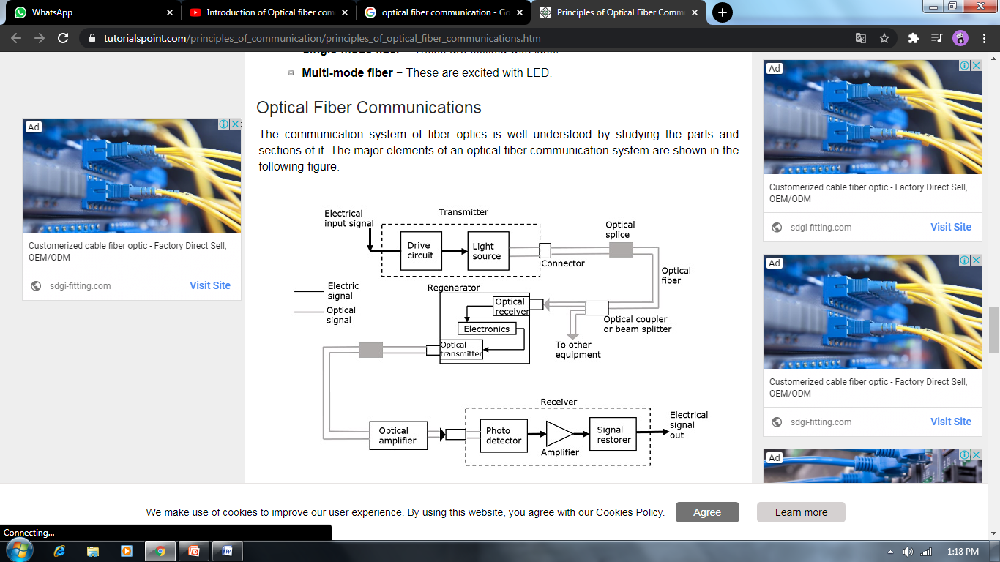 WhatsApp
Introduction of Optical fiber com
optical fiber communication - Go
Principles of Optical Fiber Comm
tutorialspoint.com/principles_of_communication/principles_of_optical_fiber_communications.htm
Single mode fiber − These are excited with laser.
Multi-mode fiber − These are excited with LED.
Optical Fiber Communications
The communication system of fiber optics is well understood by studying the parts and
sections of it. The major elements of an optical fiber communication system are shown in the
following figure.
Electrical
input signal
Transmitter
Drive
circuit
Light
source
Connector
Optical
splice
Optical
fiber
Electric
signal
Optical
signal
Regenerator
Optical
receiver
Electronics
Optical
transmitter
Optical coupler
or beam splitter
To other
equipment
Receiver
Optical
amplifier
Photo
detector
Amplifier
Signal
restorer
Electrical
signal
out
Ad
Customerized cable fiber optic - Factory Direct Sell,
OEM/ODM
sdgi-fitting.com
Visit Site
Ad
Customerized cable fiber optic - Factory Direct Sell,
OEM/ODM
sdgi-fitting.com
Visit Site
Ad
Customerized cable fiber optic - Factory Direct Sell,
OEM/ODM
sdgi-fitting.com
Visit Site
Ad
We make use of cookies to improve our user experience. By using this website, you agree with our Cookies Policy.
Agree
Learn more
Connecting...
1:18 PM